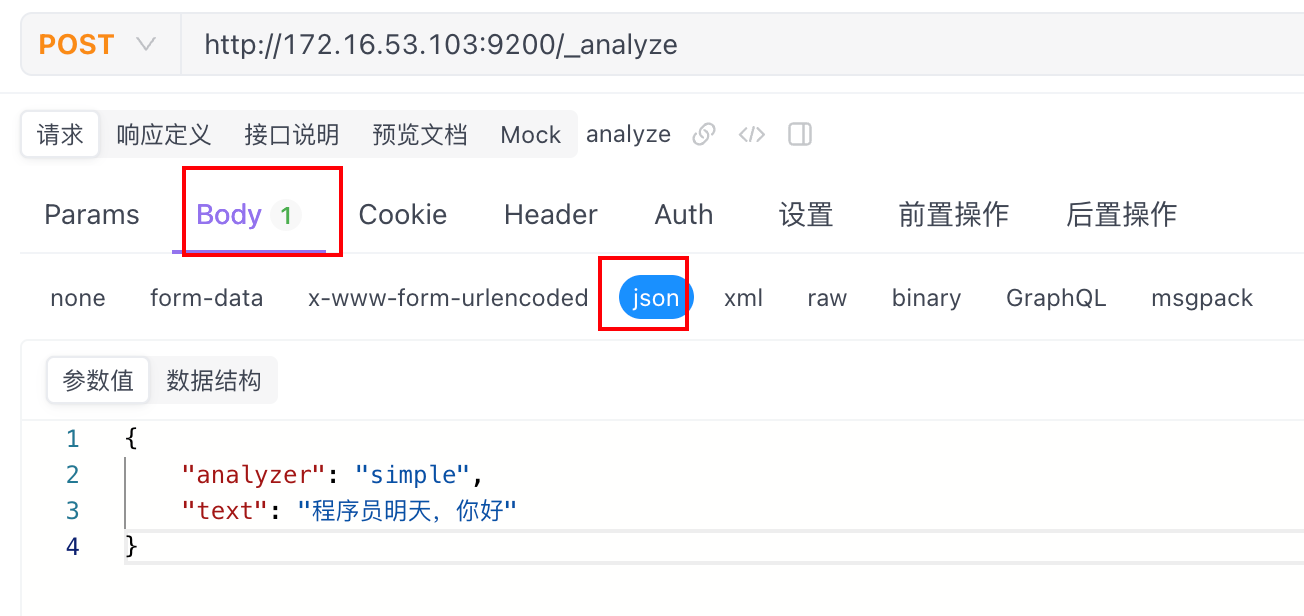 POST http://172.16.53.103:9200/_analyze
请求 响应定义 接口说明 预览文档 Mock analyze
Params Body 1 Cookie Header Auth 设置 前置操作 后置操作
none form-data x-www-form-urlencoded json xml raw binary GraphQL msgpack
参数值 数据结构
1 {
2 "analyzer": "simple",
3 "text": "程序员明天，你好"
4 }